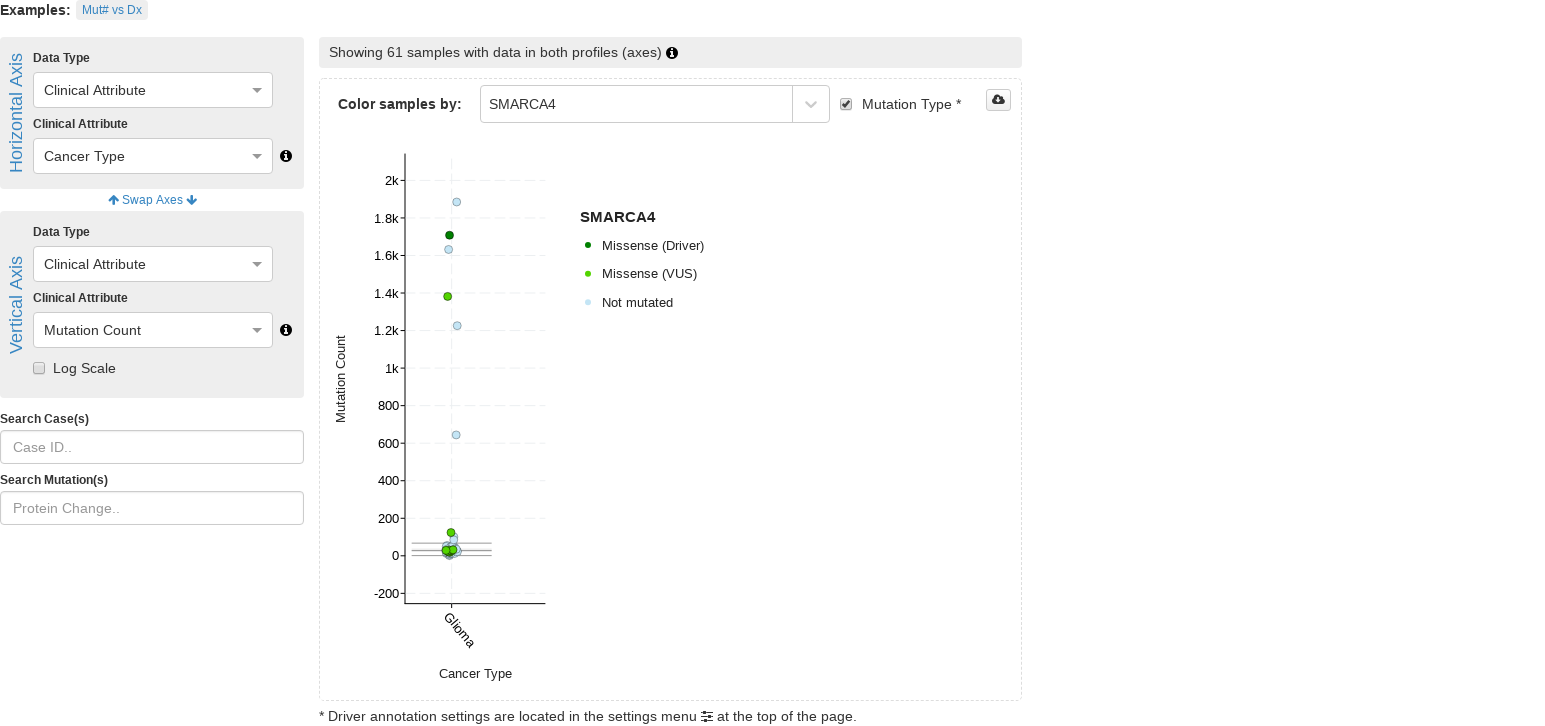 Examples: Mut# vs Dx
Horizontal Axis
Data Type
Clinical Attribute
Clinical Attribute
Cancer Type
Swap Axes
Vertical Axis
Data Type
Clinical Attribute
Clinical Attribute
Mutation Count
Log Scale
Search Case(s)
Case ID..
Search Mutation(s)
Protein Change..
Showing 61 samples with data in both profiles (axes)
Color samples by: SMARCA4 Mutation Type *
Mutation Count
2k
1.8k
1.6k
1.4k
1.2k
1k
800
600
400
200
0
-200
Glioma
Cancer Type
SMARCA4
Missense (Driver)
Missense (VUS)
Not mutated
* Driver annotation settings are located in the settings menu at the top of the page.